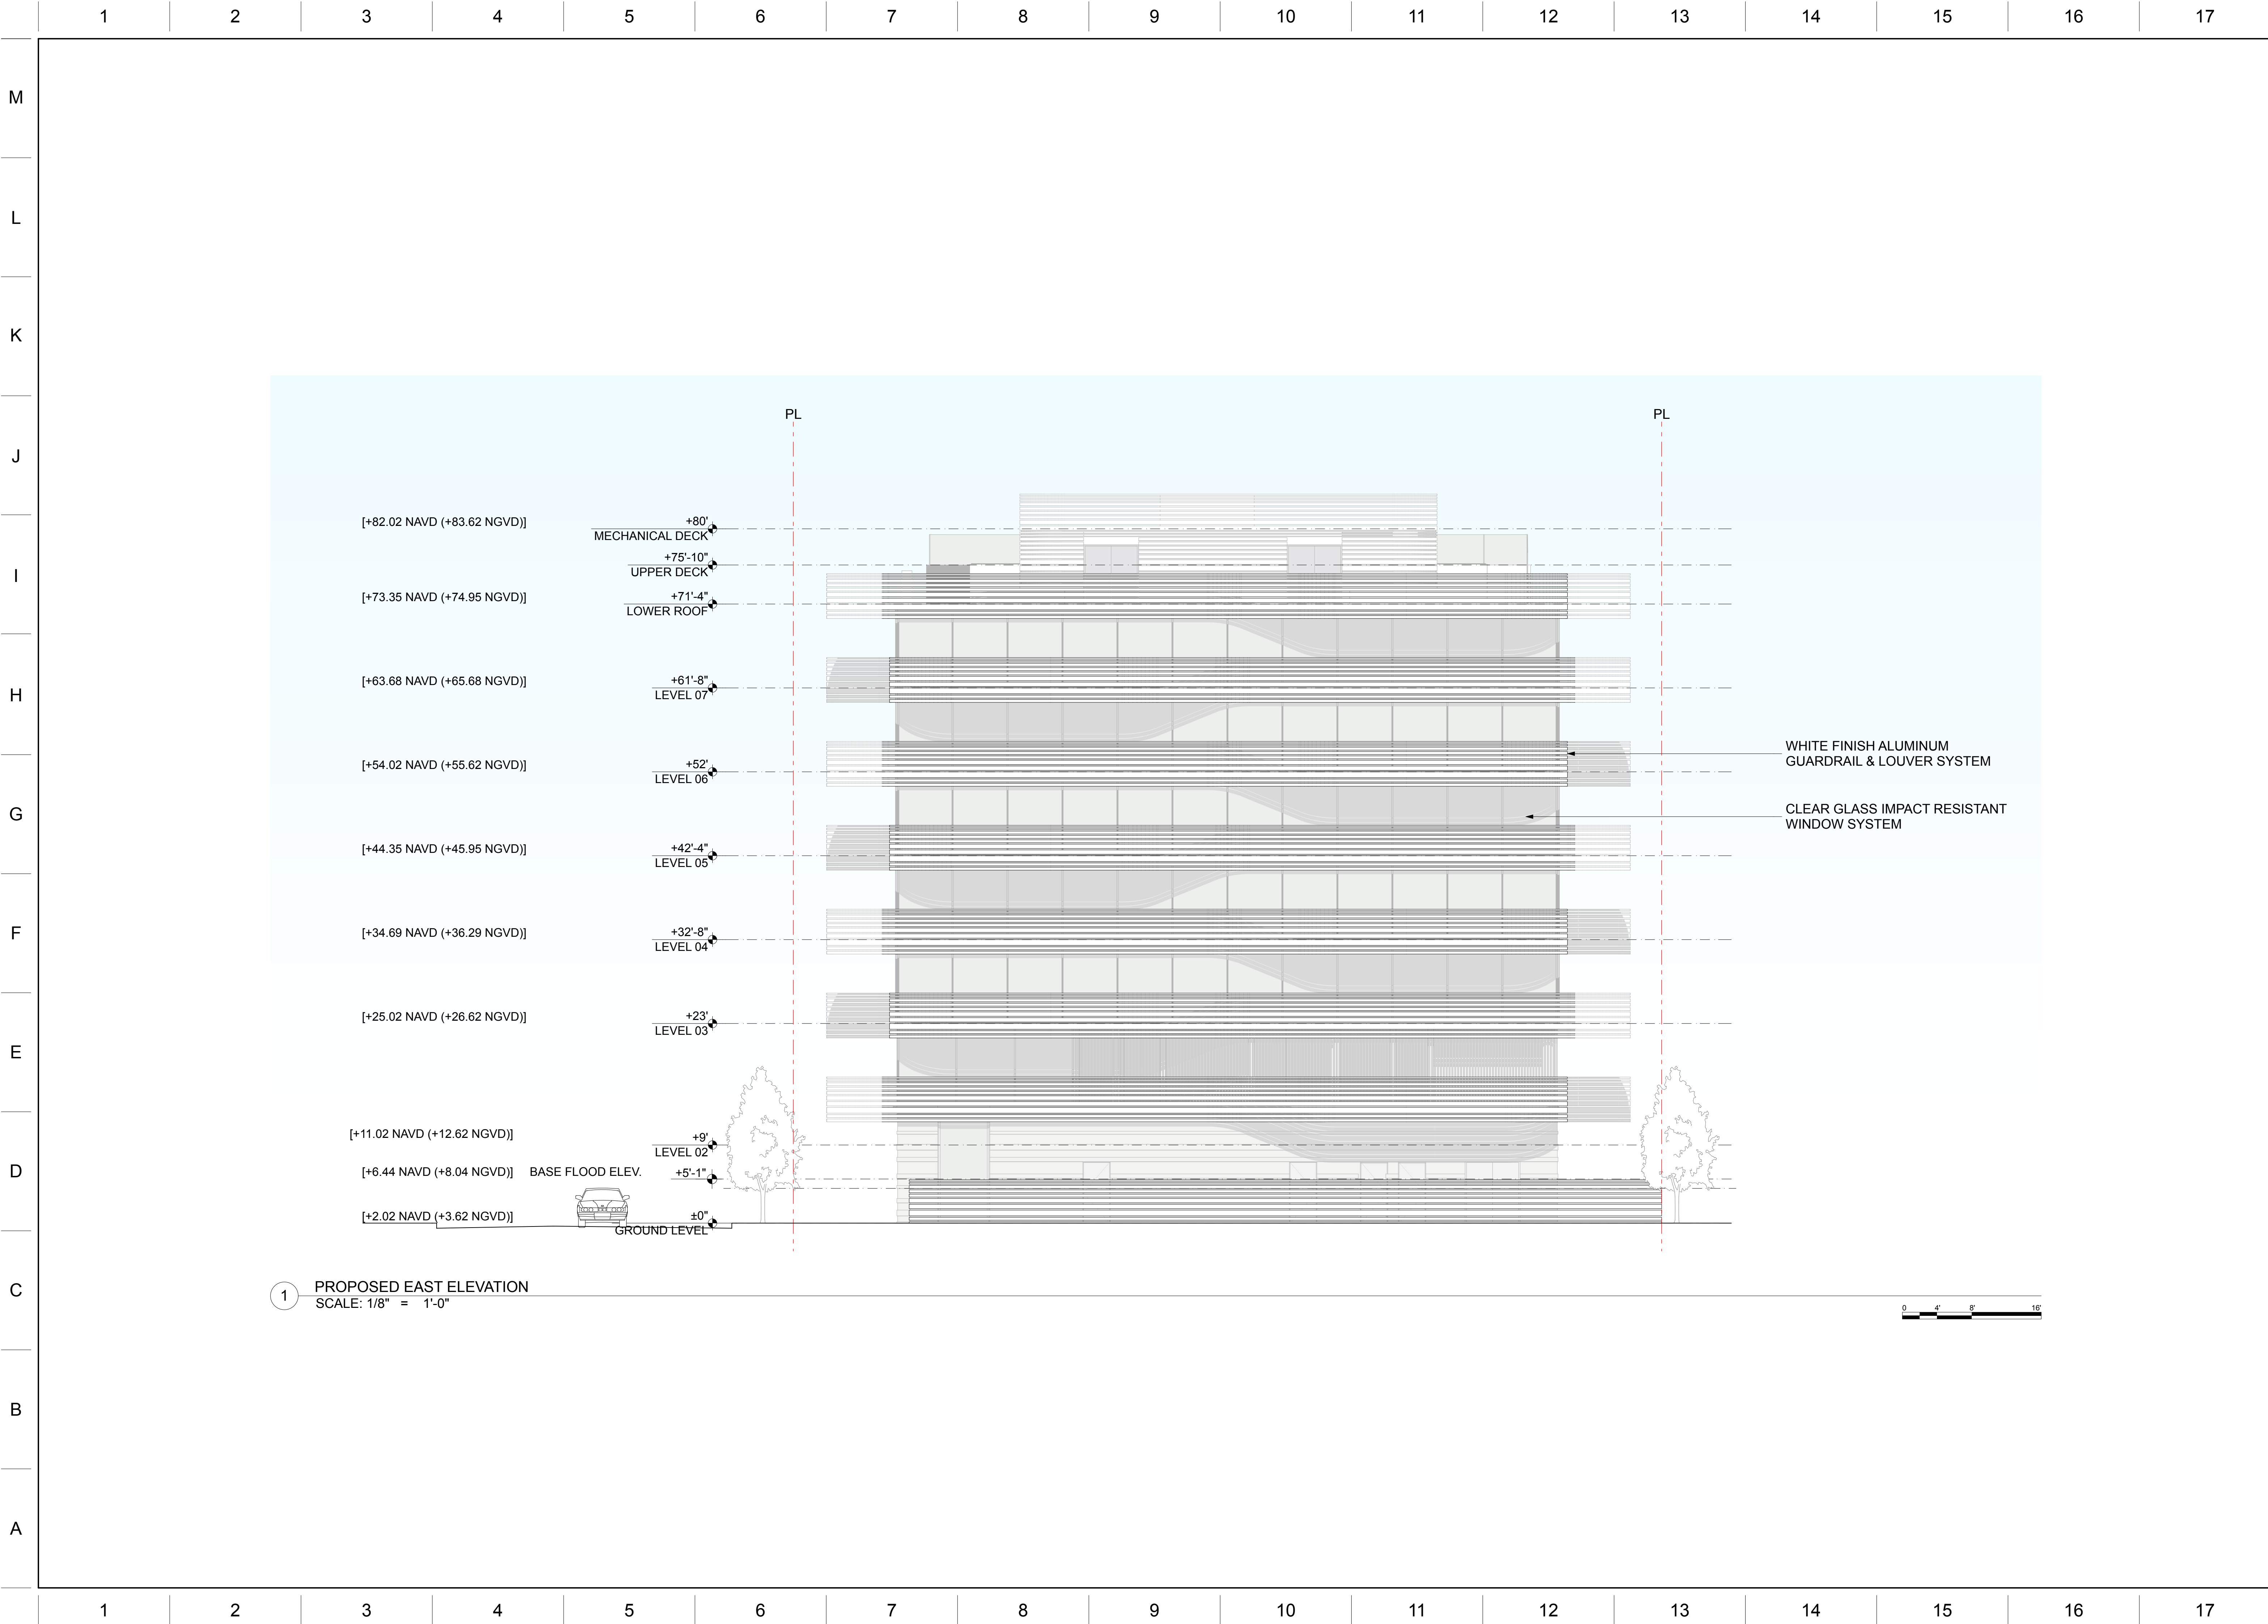 1 2 3 4 5 6 7 8 9 10 11 12 13 14 15 16 17
M
L
K
J
PL PL
[+82.02 NAVD (+83.62 NGVD)] +80'
MECHANICAL DECK
+75'-10"
UPPER DECK
I
[+73.35 NAVD (+74.95 NGVD)] +71'-4"
LOWER ROOF
[+63.68 NAVD (+65.68 NGVD)] +61'-8"
LEVEL 07
H
WHITE FINISH ALUMINUM
GUARDRAIL & LOUVER SYSTEM
[+54.02 NAVD (+55.62 NGVD)] +52'
LEVEL 06
CLEAR GLASS IMPACT RESISTANT
WINDOW SYSTEM
G
[+44.35 NAVD (+45.95 NGVD)] +42'-4"
LEVEL 05
F
[+34.69 NAVD (+36.29 NGVD)] +32'-8"
LEVEL 04
[+25.02 NAVD (+26.62 NGVD)] +23'
LEVEL 03
E
[+11.02 NAVD (+12.62 NGVD)] +9'
LEVEL 02
D
[+6.44 NAVD (+8.04 NGVD)] BASE FLOOD ELEV. +5'-1"
[+2.02 NAVD (+3.62 NGVD)] ±0"
GROUND LEVEL
C
1 PROPOSED EAST ELEVATION
SCALE: 1/8" = 1'-0"
0 4' 8' 16'
B
A
1 2 3 4 5 6 7 8 9 10 11 12 13 14 15 16 17